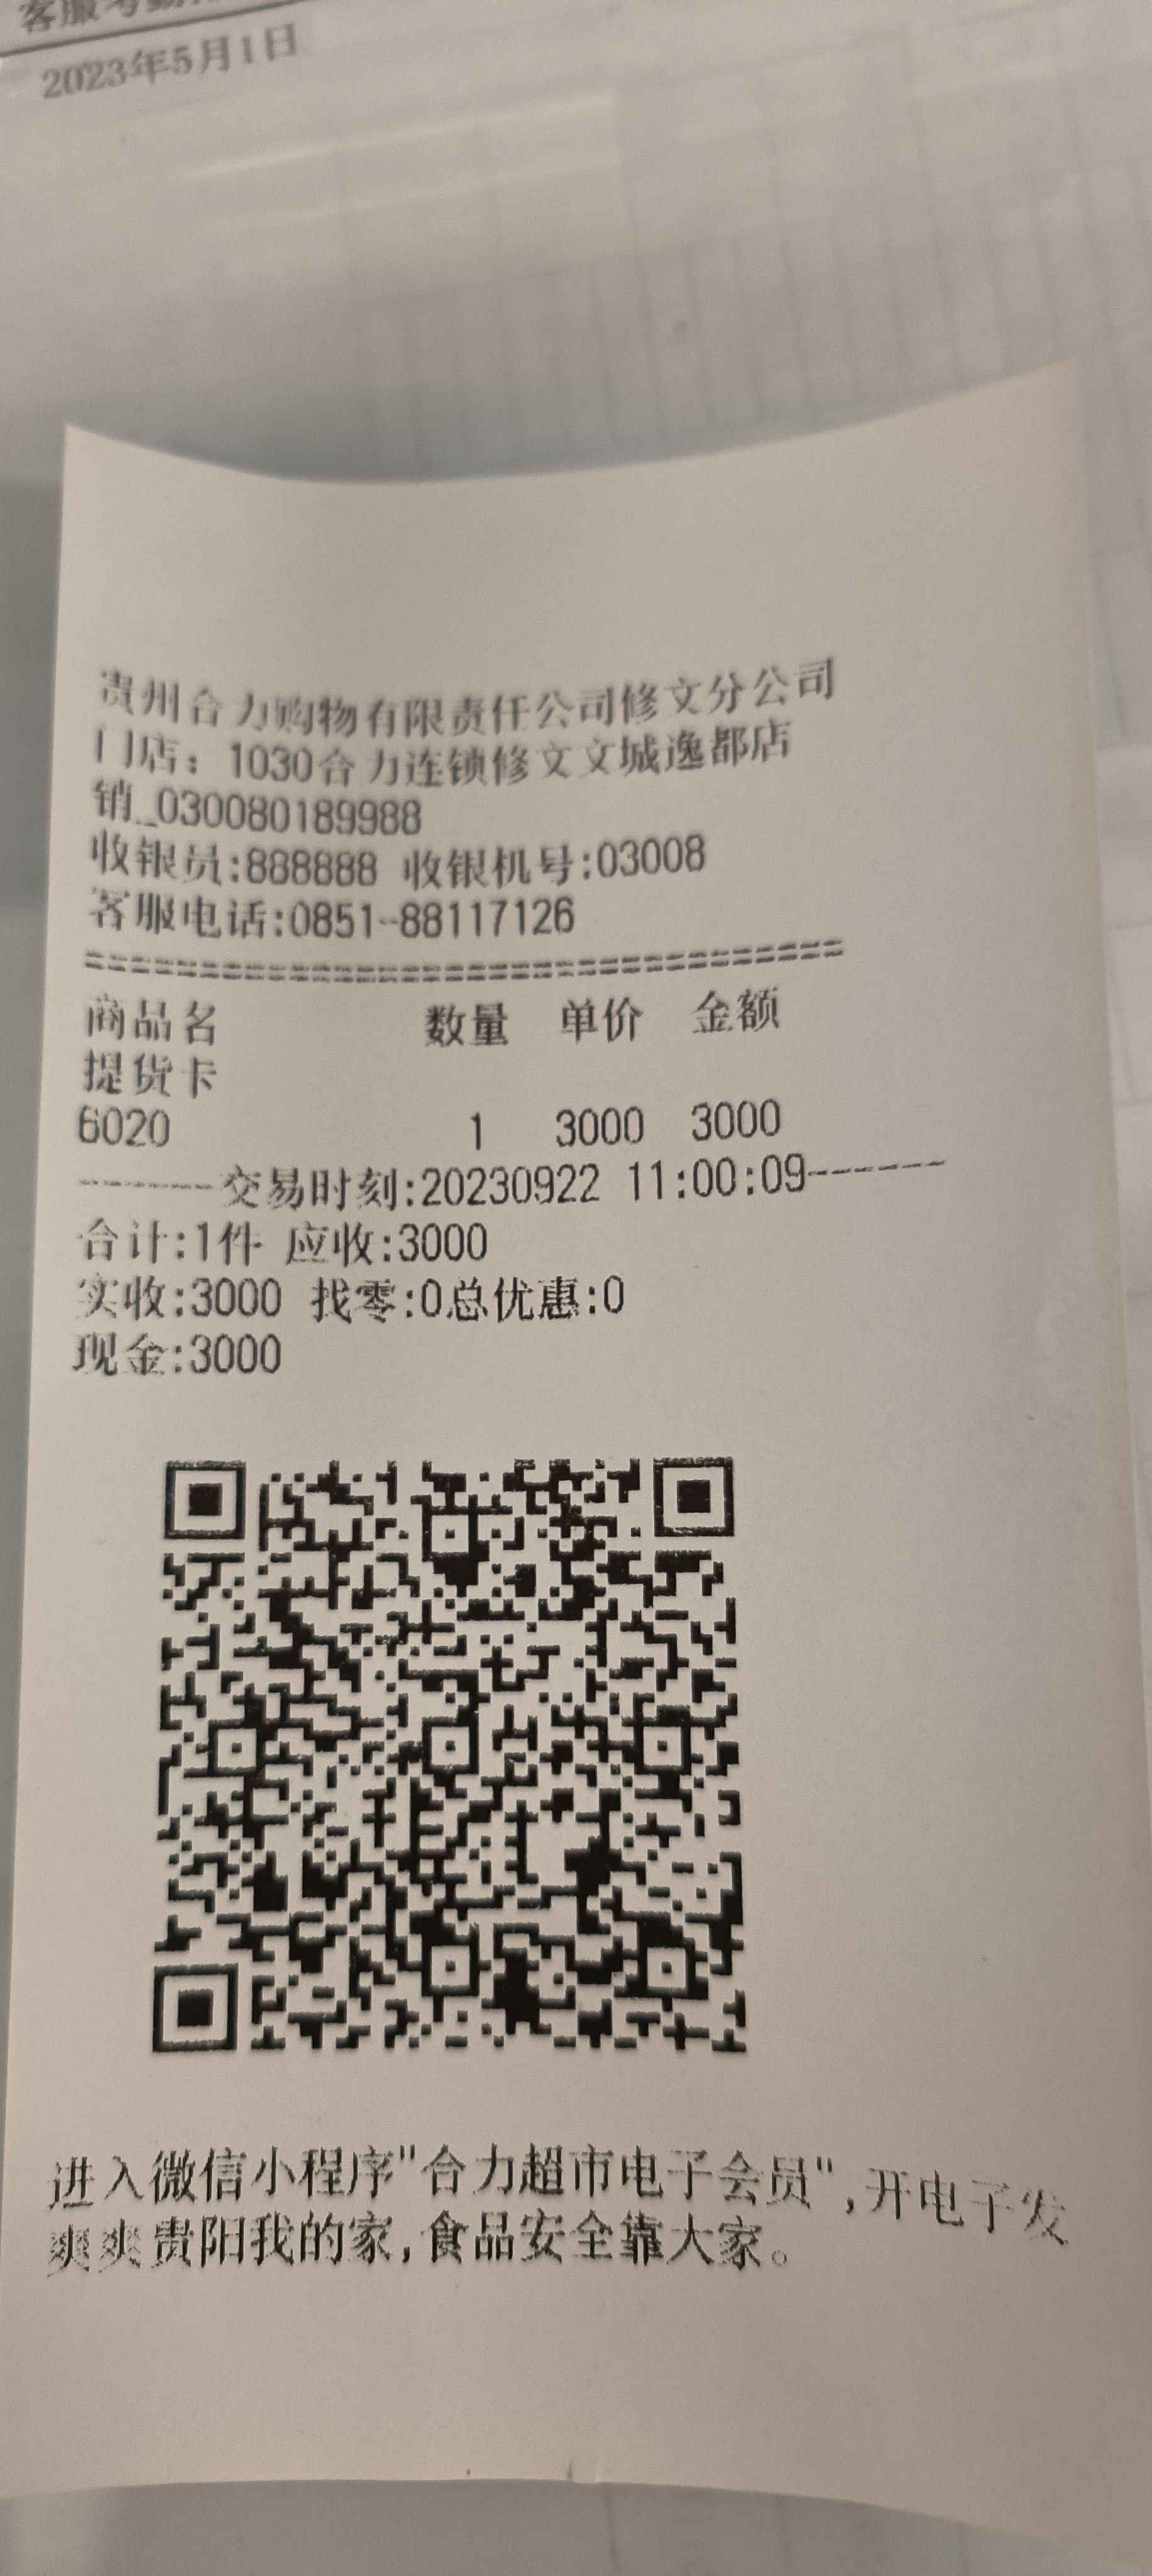 客服考勤
2023年5月1日
贵州合力购物有限责任公司修文分公司
门店：1030合力连锁修文文城逸都店
销_030080189988
收银员:888888 收银机号:03008
客服电话:0851-88117126
==================================
商品名 数量 单价 金额
提货卡
6020 1 3000 3000
-------交易时刻:20230922 11:00:09------
合计:1件 应收:3000
实收:3000 找零:0总优惠:0
现金:3000
进入微信小程序"合力超市电子会员",开电子发
爽爽贵阳我的家,食品安全靠大家。